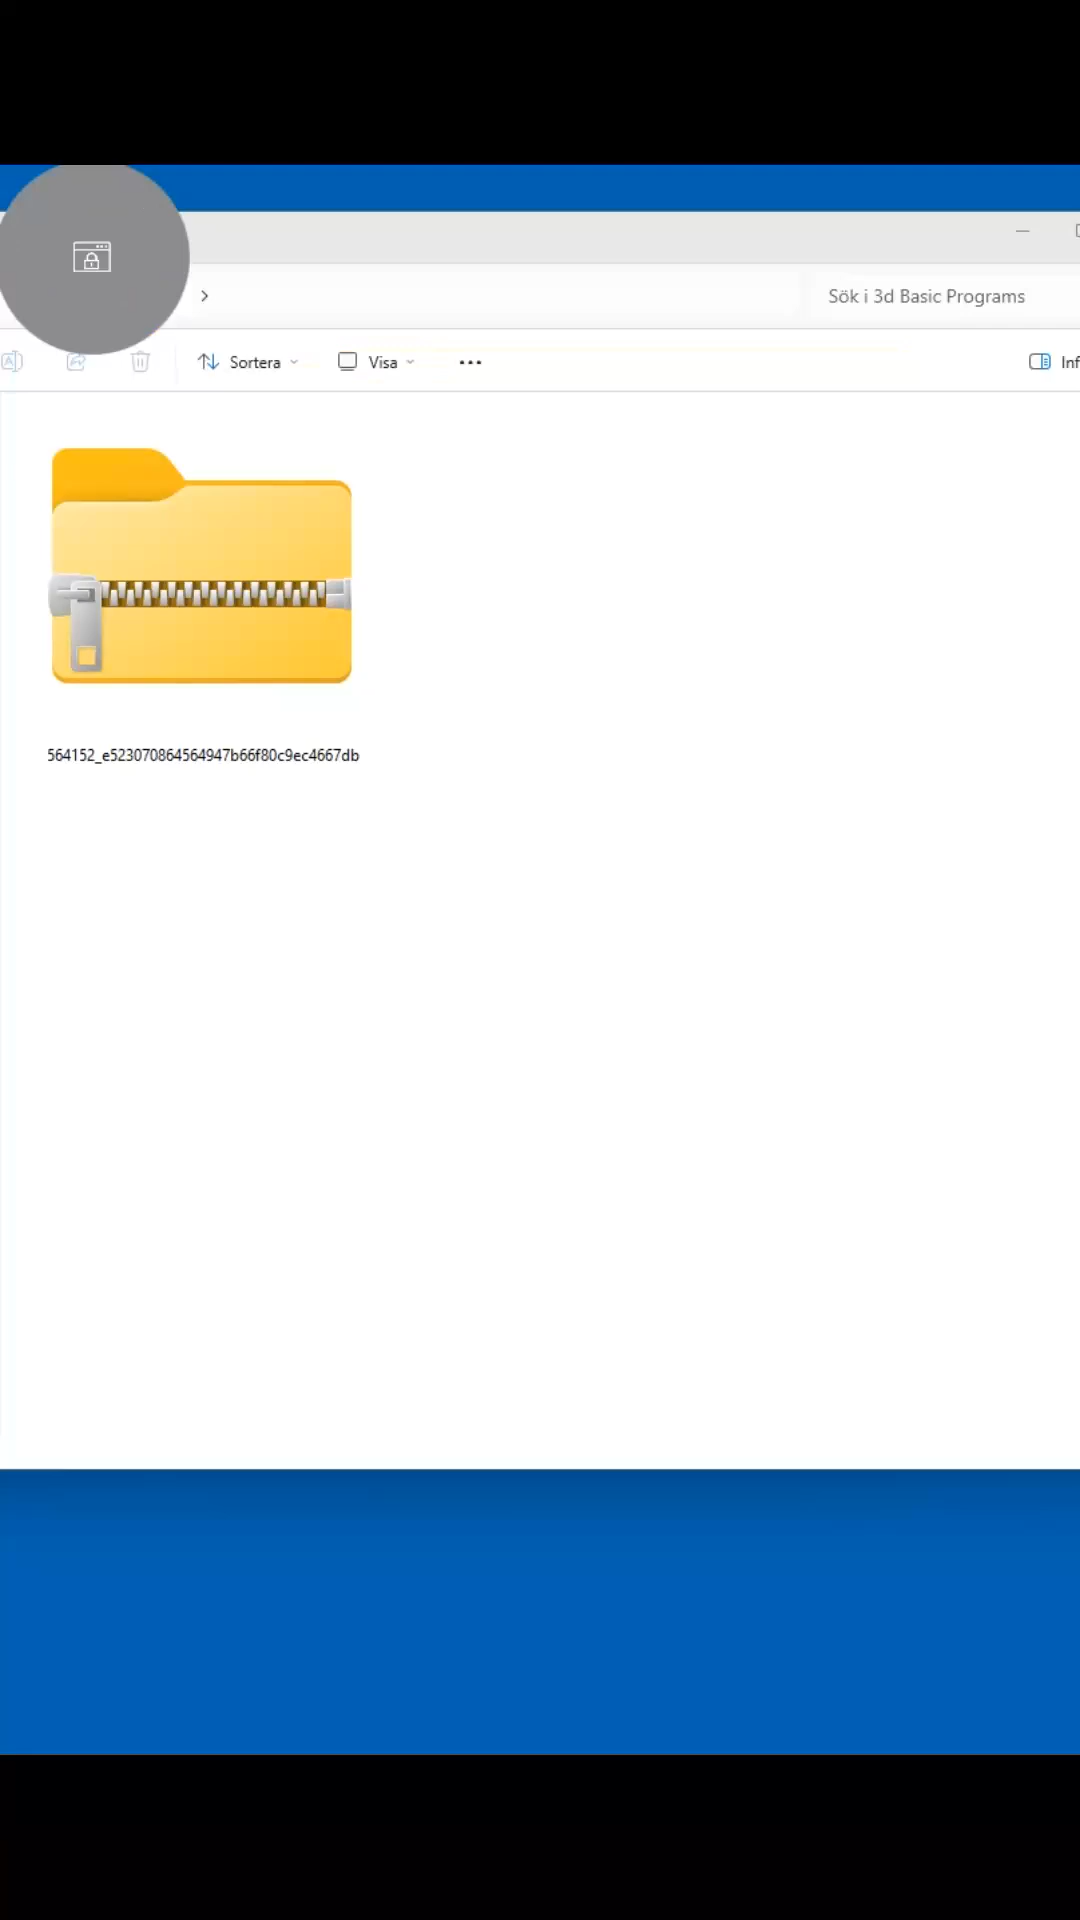 Sök i 3d Basic Programs
Sortera
Visa
Inf
564152_e523070864564947b66f80c9ec4667db